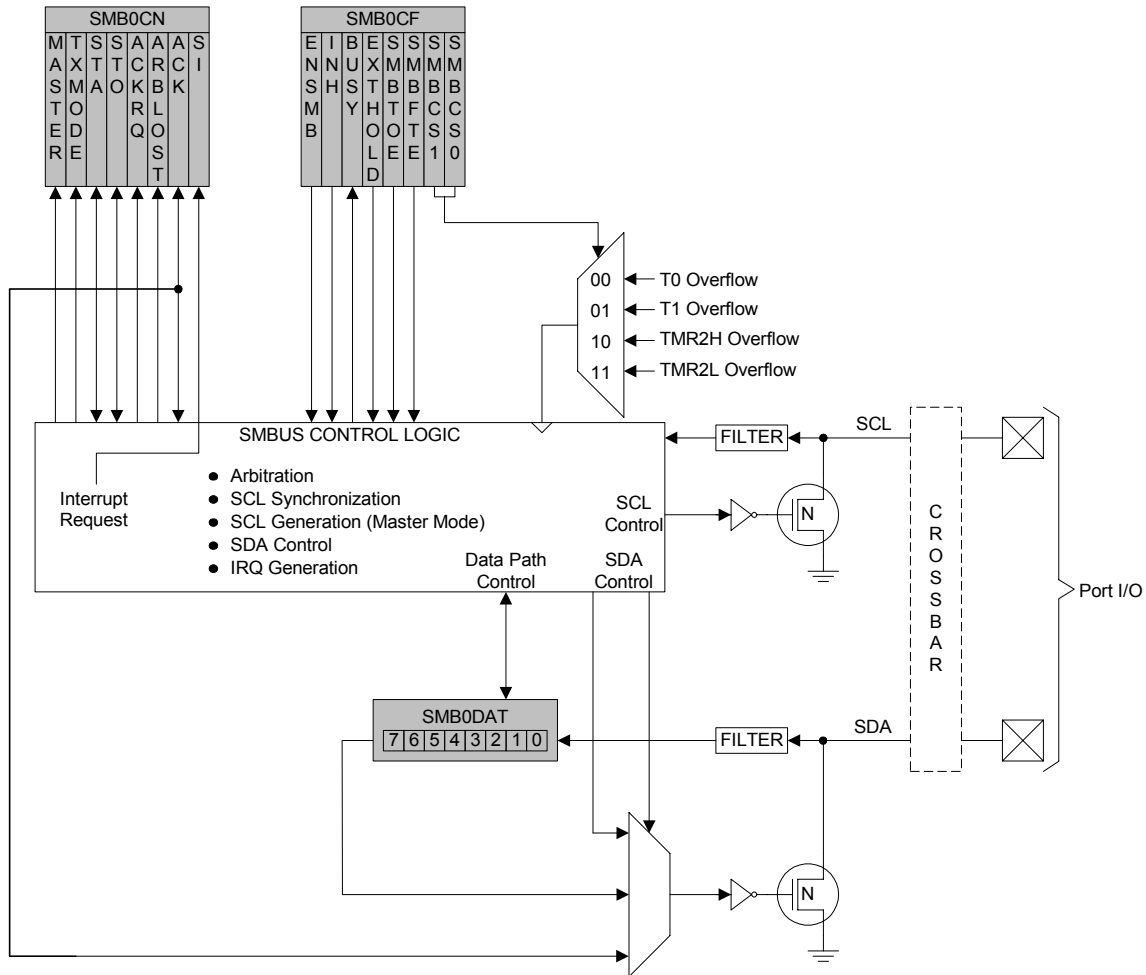 SMB0CN
MASTER
TXMODE
STA
STO
ACKRQ
ARBLOST
ACK
SI
SMB0CF
ENSMB
INH
BUSY
EXTHOLD
SMBTOE
SMBFTE
SMBCS1
SMBCS0
00
T0 Overflow
01
T1 Overflow
10
TMR2H Overflow
11
TMR2L Overflow
SMBUS CONTROL LOGIC
Interrupt
Request
● Arbitration
● SCL Synchronization
● SCL Generation (Master Mode)
● SDA Control
● IRQ Generation
SCL
Control
Data Path
Control
SDA
Control
FILTER
SCL
N
CROSSBAR
Port I/O
SMB0DAT
7 6 5 4 3 2 1 0
FILTER
SDA
N